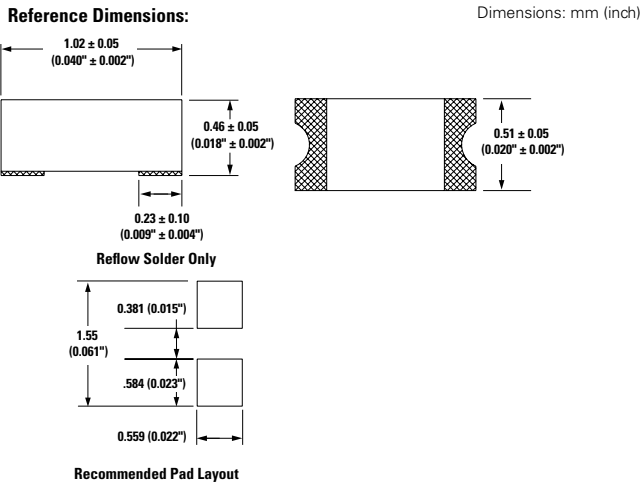 Reference Dimensions:
Dimensions: mm (inch)
1.02 ± 0.05
(0.040" ± 0.002")
0.46 ± 0.05
(0.018" ± 0.002")
0.51 ± 0.05
(0.020" ± 0.002")
0.23 ± 0.10
(0.009" ± 0.004")
Reflow Solder Only
0.381 (0.015")
1.55
(0.061")
.584 (0.023")
0.559 (0.022")
Recommended Pad Layout